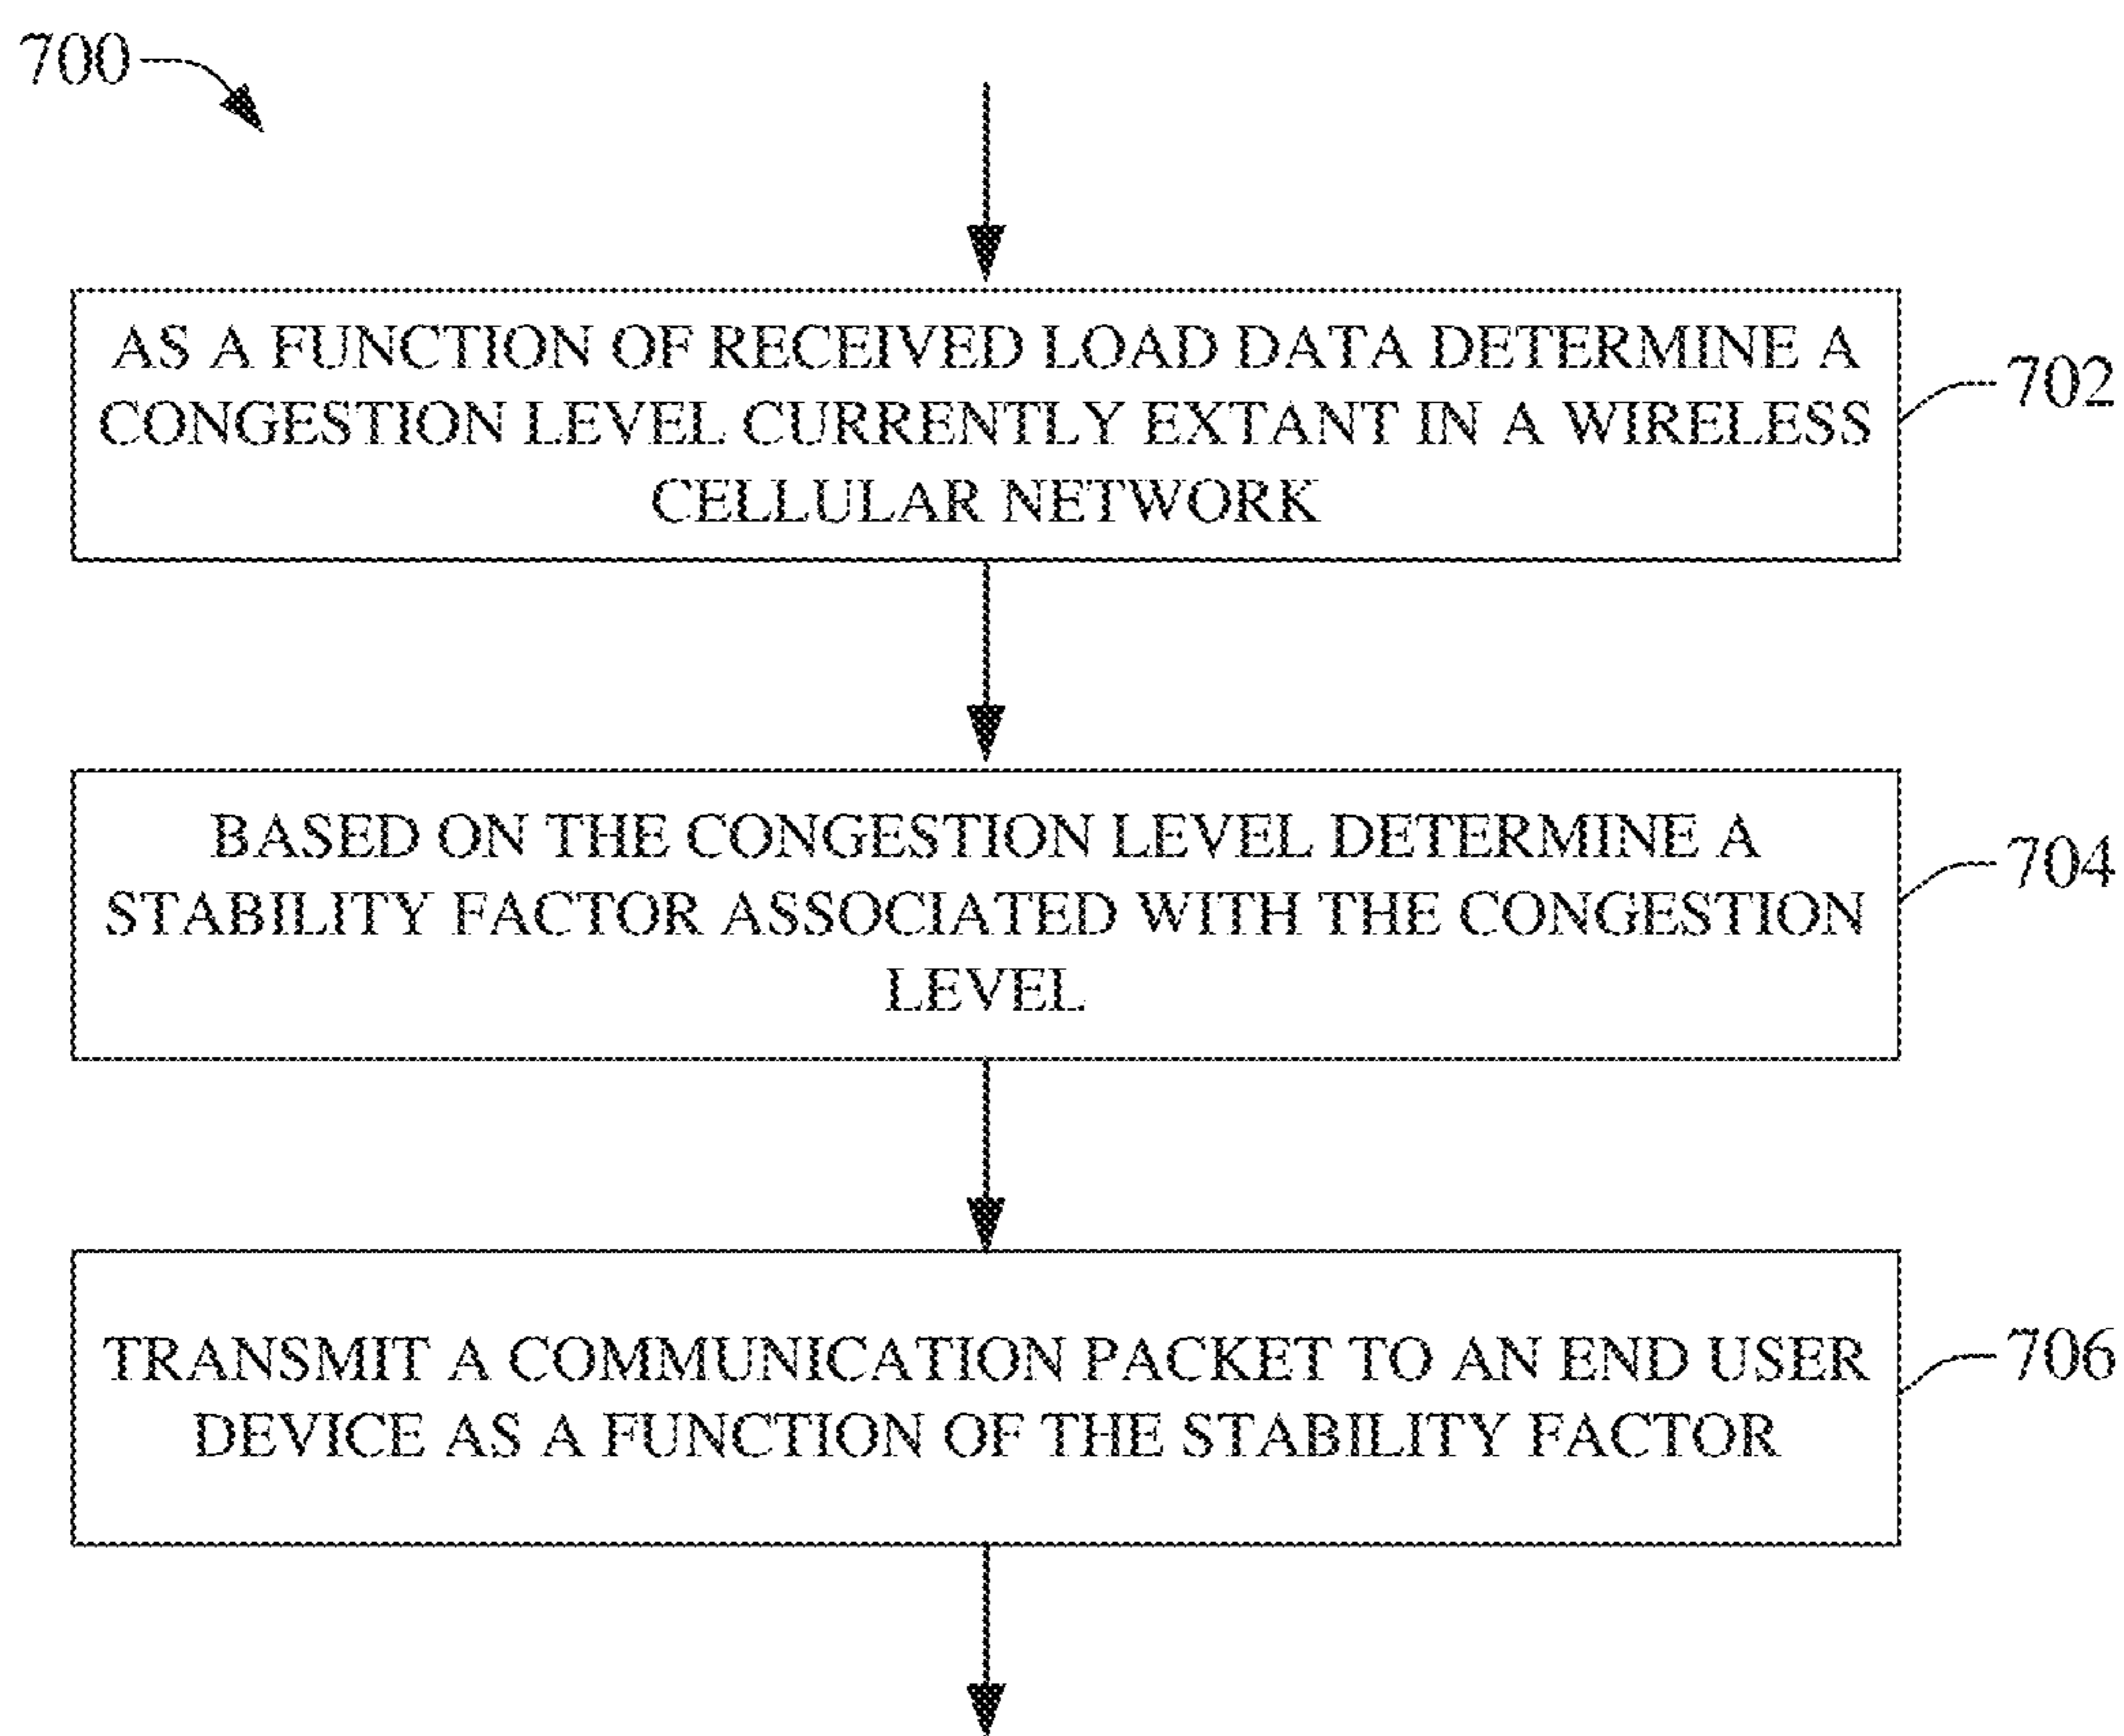 700
AS A FUNCTION OF RECEIVED LOAD DATA DETERMINE A
CONGESTION LEVEL CURRENTLY EXTANT IN A WIRELESS
CELLULAR NETWORK
702
BASED ON THE CONGESTION LEVEL DETERMINE A
STABILITY FACTOR ASSOCIATED WITH THE CONGESTION
LEVEL
704
TRANSMIT A COMMUNICATION PACKET TO AN END USER
DEVICE AS A FUNCTION OF THE STABILITY FACTOR
706